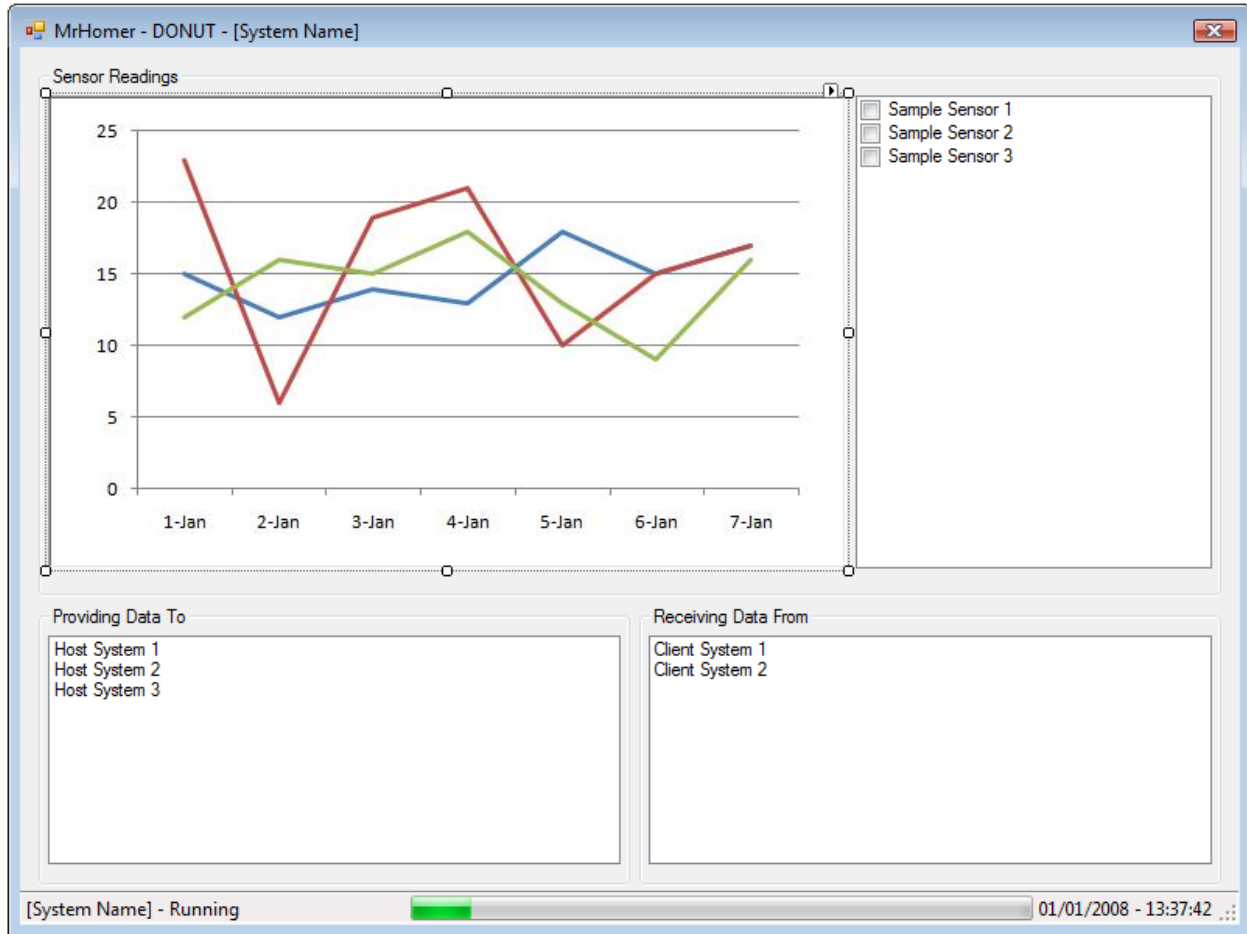 MrHomer - DONUT - [System Name]
Sensor Readings
25
20
15
10
5
0
1-Jan 2-Jan 3-Jan 4-Jan 5-Jan 6-Jan 7-Jan
Sample Sensor 1
Sample Sensor 2
Sample Sensor 3
Providing Data To
Host System 1
Host System 2
Host System 3
Receiving Data From
Client System 1
Client System 2
[System Name] - Running
01/01/2008 - 13:37:42